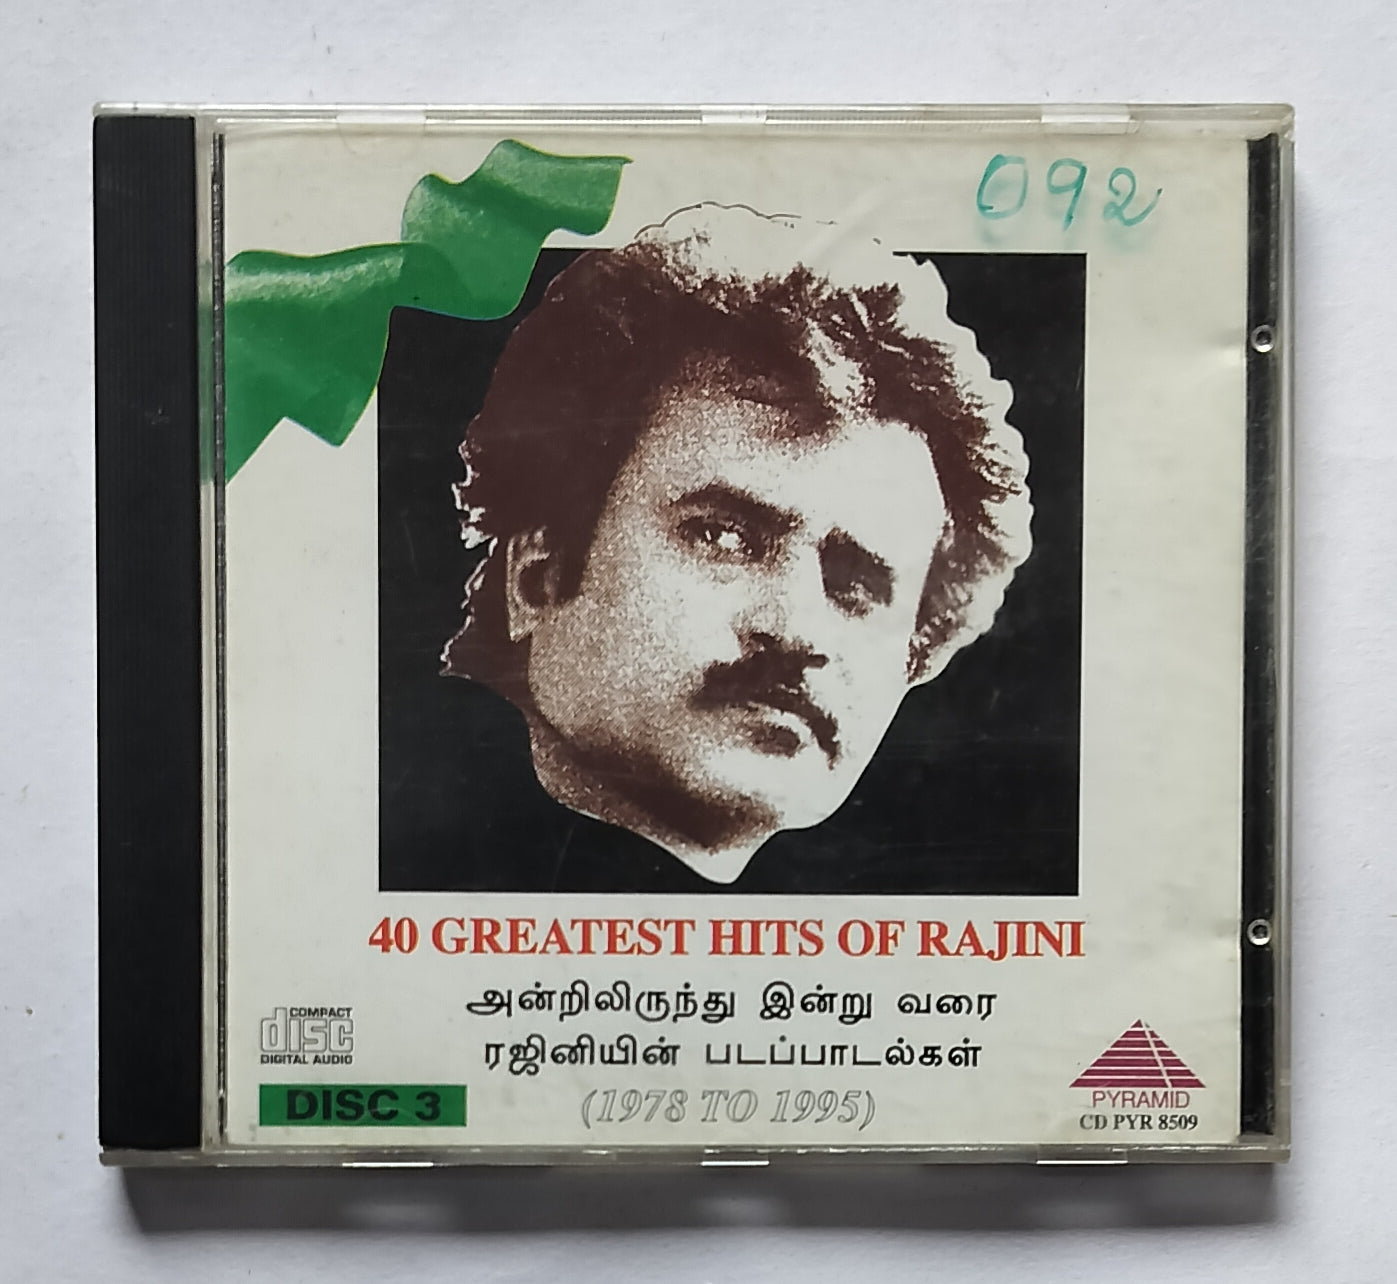 092
40 GREATEST HITS OF RAJINI
அன்றிலிருந்து இன்று வரை
ரஜினியின் படப்பாடல்கள்
(1978 TO 1995)
COMPACT
disc
DIGITAL AUDIO
DISC 3
PYRAMID
CD PYR 8509